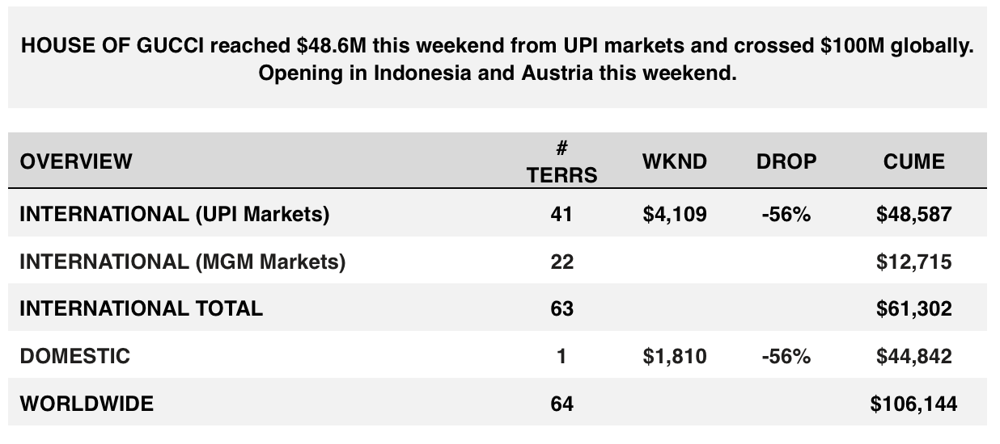 HOUSE OF GUCCI reached $48.6M this weekend from UPI markets and crossed $100M globally.
Opening in Indonesia and Austria this weekend.
OVERVIEW # TERRS WKND DROP CUME
INTERNATIONAL (UPI Markets) 41 $4,109 -56% $48,587
INTERNATIONAL (MGM Markets) 22 $12,715
INTERNATIONAL TOTAL 63 $61,302
DOMESTIC 1 $1,810 -56% $44,842
WORLDWIDE 64 $106,144